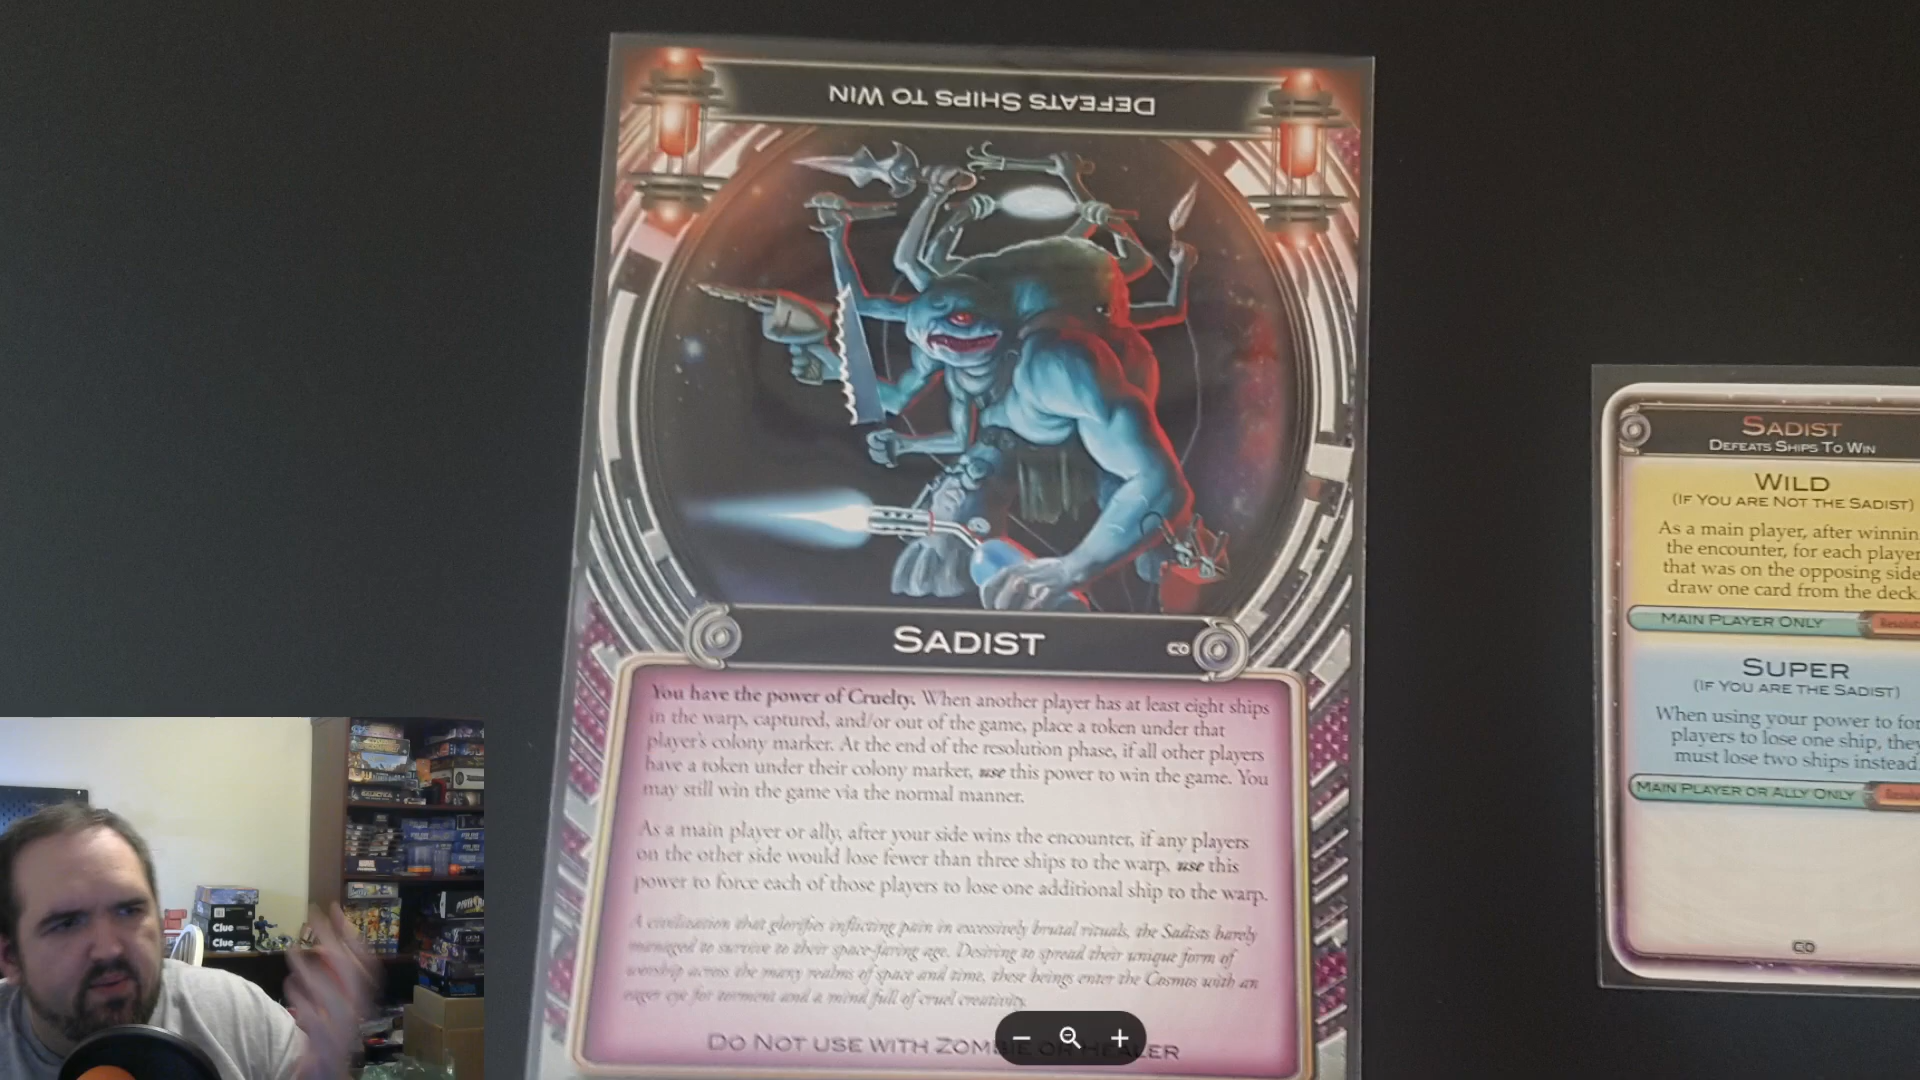 DEFEATS SHIPS TO WIN
SADIST
CO
You have the power of Cruelty. When another player has at least eight ships
in the warp, captured, and/or out of the game, place a token under that
player's colony marker. At the end of the resolution phase, if all other players
have a token under their colony marker, use this power to win the game. You
may still win the game via the normal manner.
As a main player or ally, after your side wins the encounter, if any players
on the other side would lose fewer than three ships to the warp, use this
power to force each of those players to lose one additional ship to the warp.
A civilization that glorifies inflicting pain in excessively brutal rituals, the Sadists barely
managed to survive to their space-faring age. Desiring to spread their unique form of
worship across the many realms of space and time, these beings enter the Cosmos with an
eager eye for torment and a mind full of cruel creativity.
DO NOT USE WITH ZOMBIE OR HEALER
SADIST
DEFEATS SHIPS TO WIN
WILD
(IF YOU ARE NOT THE SADIST)
As a main player, after winnin
the encounter, for each player
that was on the opposing side
draw one card from the deck.
MAIN PLAYER ONLY
Resolut
SUPER
(IF YOU ARE THE SADIST)
When using your power to for
players to lose one ship, they
must lose two ships instead.
MAIN PLAYER OR ALLY ONLY
CO
Clue
Clue